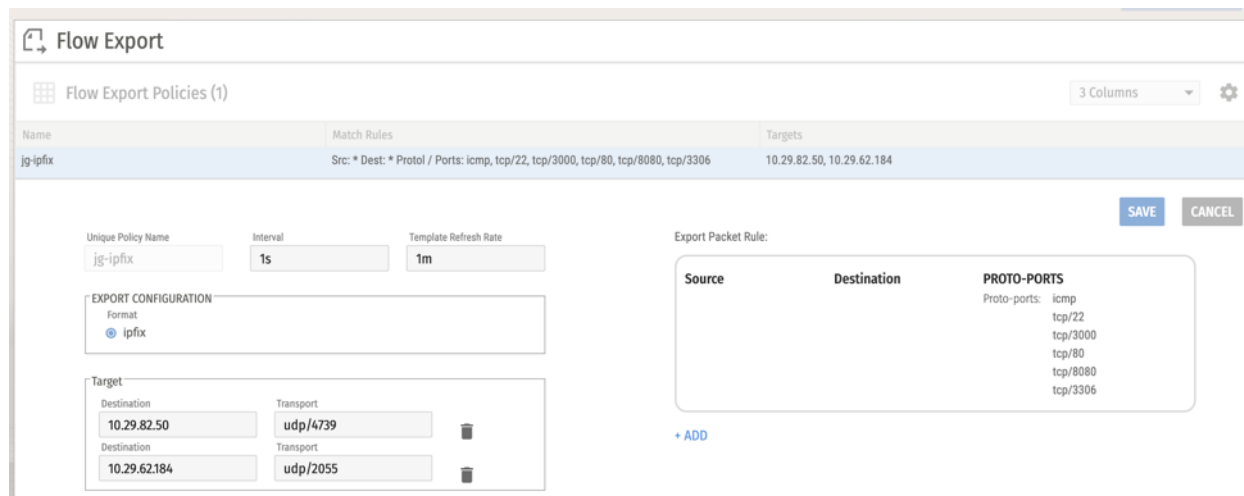 Flow Export
Flow Export Policies (1)
3 Columns
Name Match Rules Targets
jg-ipfix Src: * Dest: * Protol / Ports: icmp, tcp/22, tcp/3000, tcp/80, tcp/8080, tcp/3306 10.29.82.50, 10.29.62.184
SAVE CANCEL
Unique Policy Name Interval Template Refresh Rate
jg-ipfix 1s 1m
EXPORT CONFIGURATION
Format
ipfix
Target
Destination Transport
10.29.82.50 udp/4739
Destination Transport
10.29.62.184 udp/2055
Export Packet Rule:
Source Destination PROTO-PORTS
Proto-ports: icmp
tcp/22
tcp/3000
tcp/80
tcp/8080
tcp/3306
+ ADD